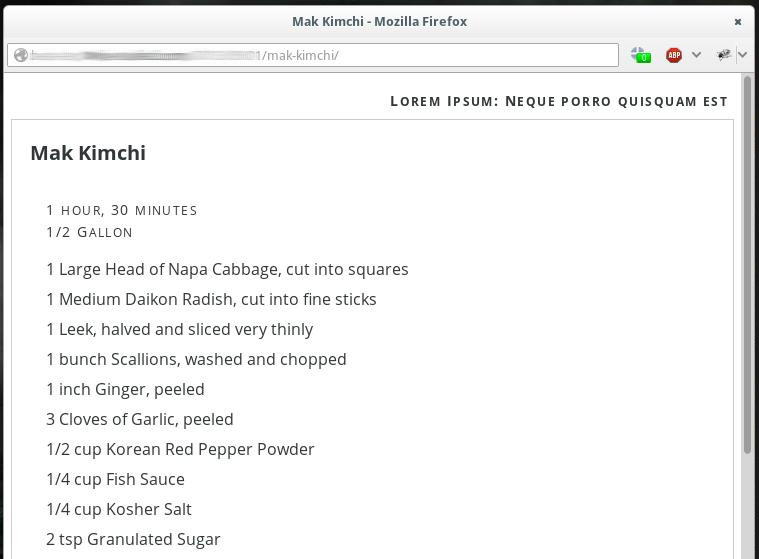 Mak Kimchi - Mozilla Firefox
1/mak-kimchi/
0
ABP
Lorem Ipsum: Neque porro quisquam est
Mak Kimchi
1 hour, 30 minutes
1/2 Gallon
1 Large Head of Napa Cabbage, cut into squares
1 Medium Daikon Radish, cut into fine sticks
1 Leek, halved and sliced very thinly
1 bunch Scallions, washed and chopped
1 inch Ginger, peeled
3 Cloves of Garlic, peeled
1/2 cup Korean Red Pepper Powder
1/4 cup Fish Sauce
1/4 cup Kosher Salt
2 tsp Granulated Sugar